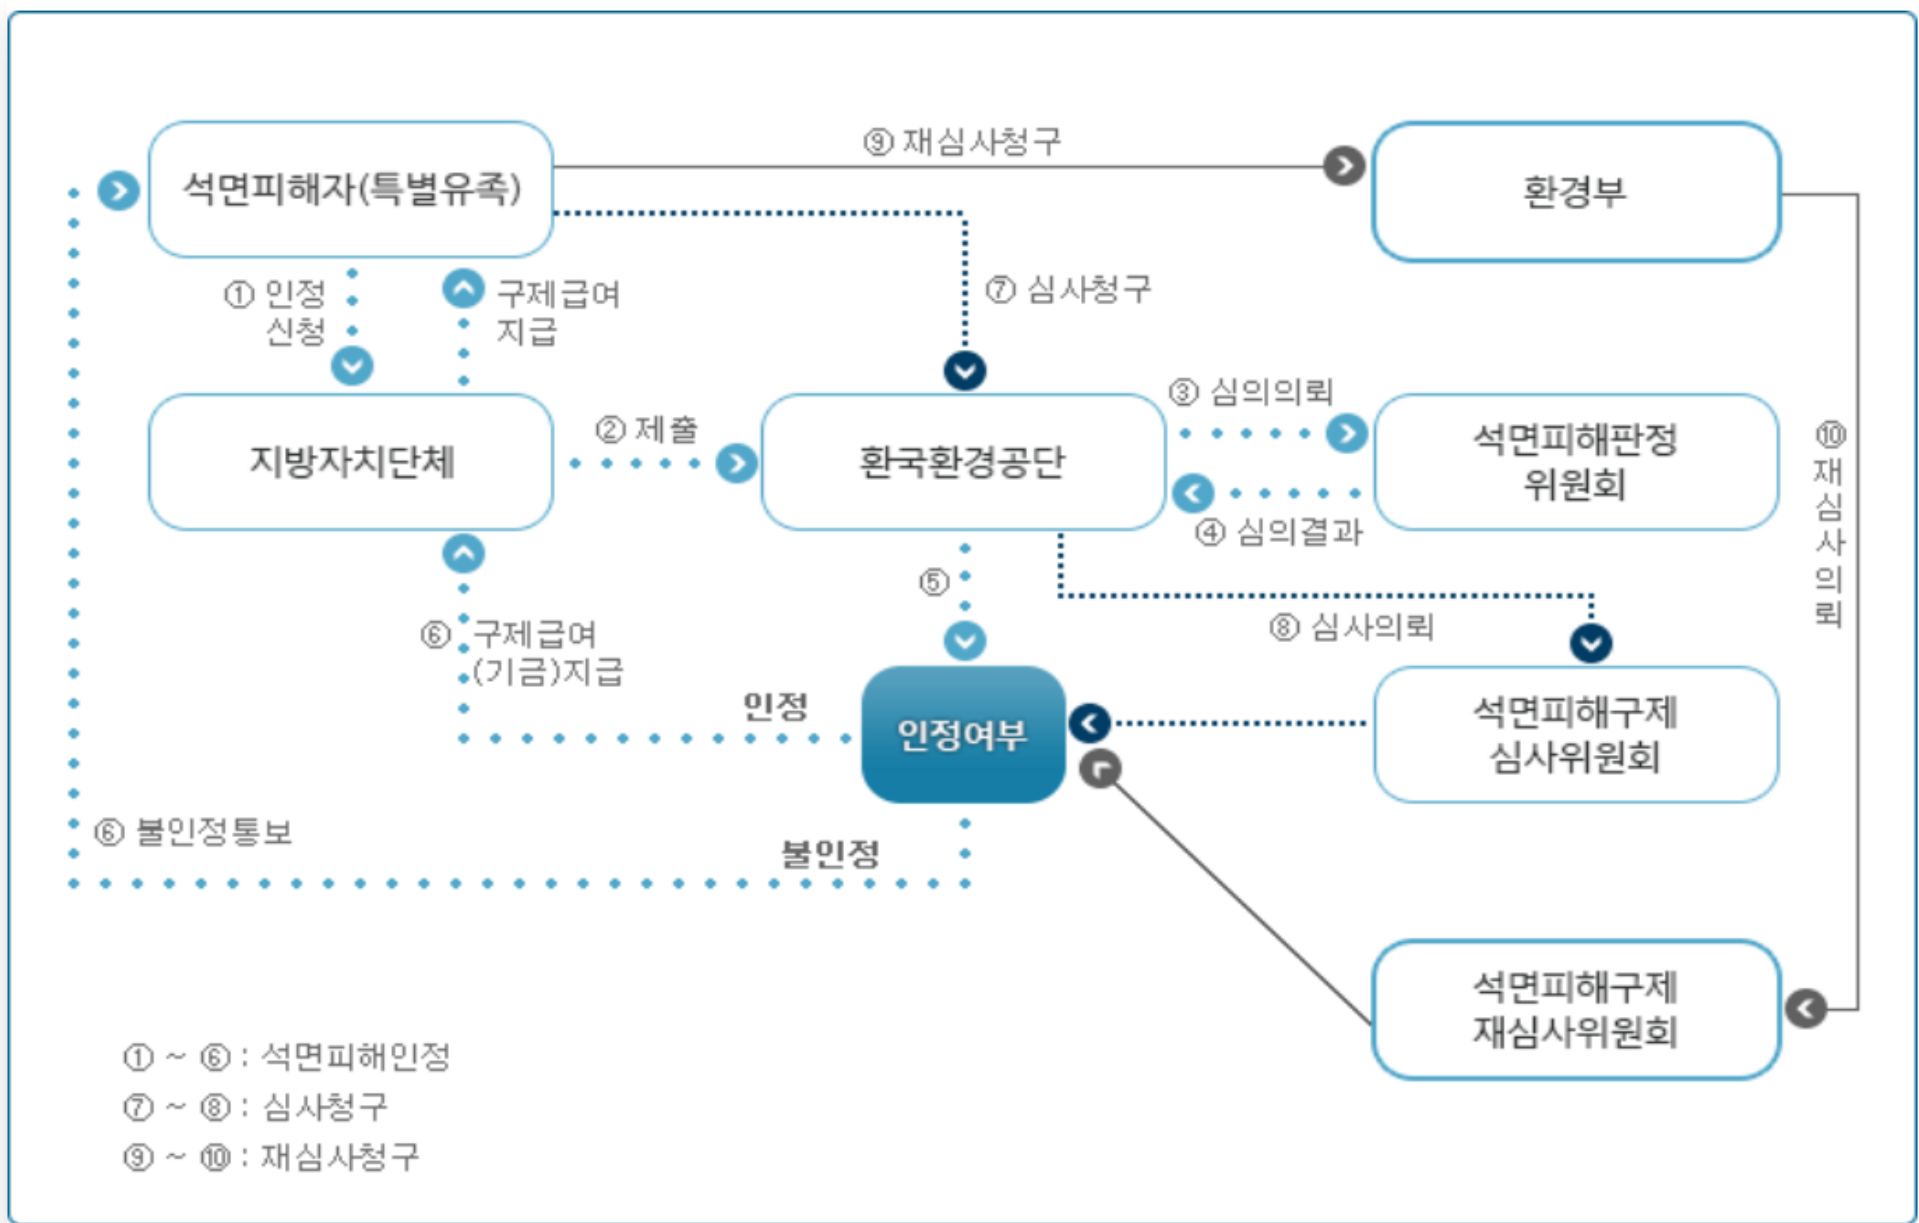 ⑨ 재심사청구
석면피해자(특별유족)
환경부
① 인정
신청
구제급여
지급
⑦ 심사청구
③ 심의의뢰
② 제출
지방자치단체
환국환경공단
석면피해판정
위원회
④ 심의결과
⑩
재
심
사
의
뢰
⑤
⑥ 구제급여
(기금)지급
⑧ 심사의뢰
인정
인정여부
석면피해구제
심사위원회
⑥ 불인정통보
불인정
석면피해구제
재심사위원회
① ~ ⑥ : 석면피해인정
⑦ ~ ⑧ : 심사청구
⑨ ~ ⑩ : 재심사청구